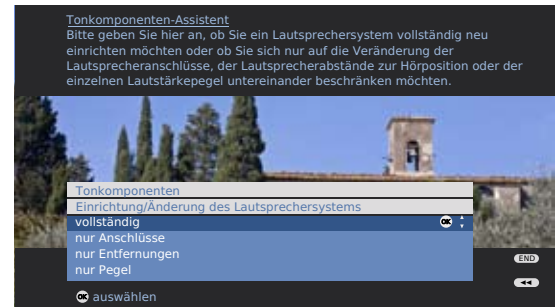 Tonkomponenten-Assistent
Bitte geben Sie hier an, ob Sie ein Lautsprechersystem vollständig neu
einrichten möchten oder ob Sie sich nur auf die Veränderung der
Lautsprecheranschlüsse, der Lautsprecherabstände zur Hörposition oder der
einzelnen Lautstärkepegel untereinander beschränken möchten.
Tonkomponenten
Einrichtung/Änderung des Lautsprechersystems
vollständig OK
nur Anschlüsse
nur Entfernungen
nur Pegel
END
OK auswählen